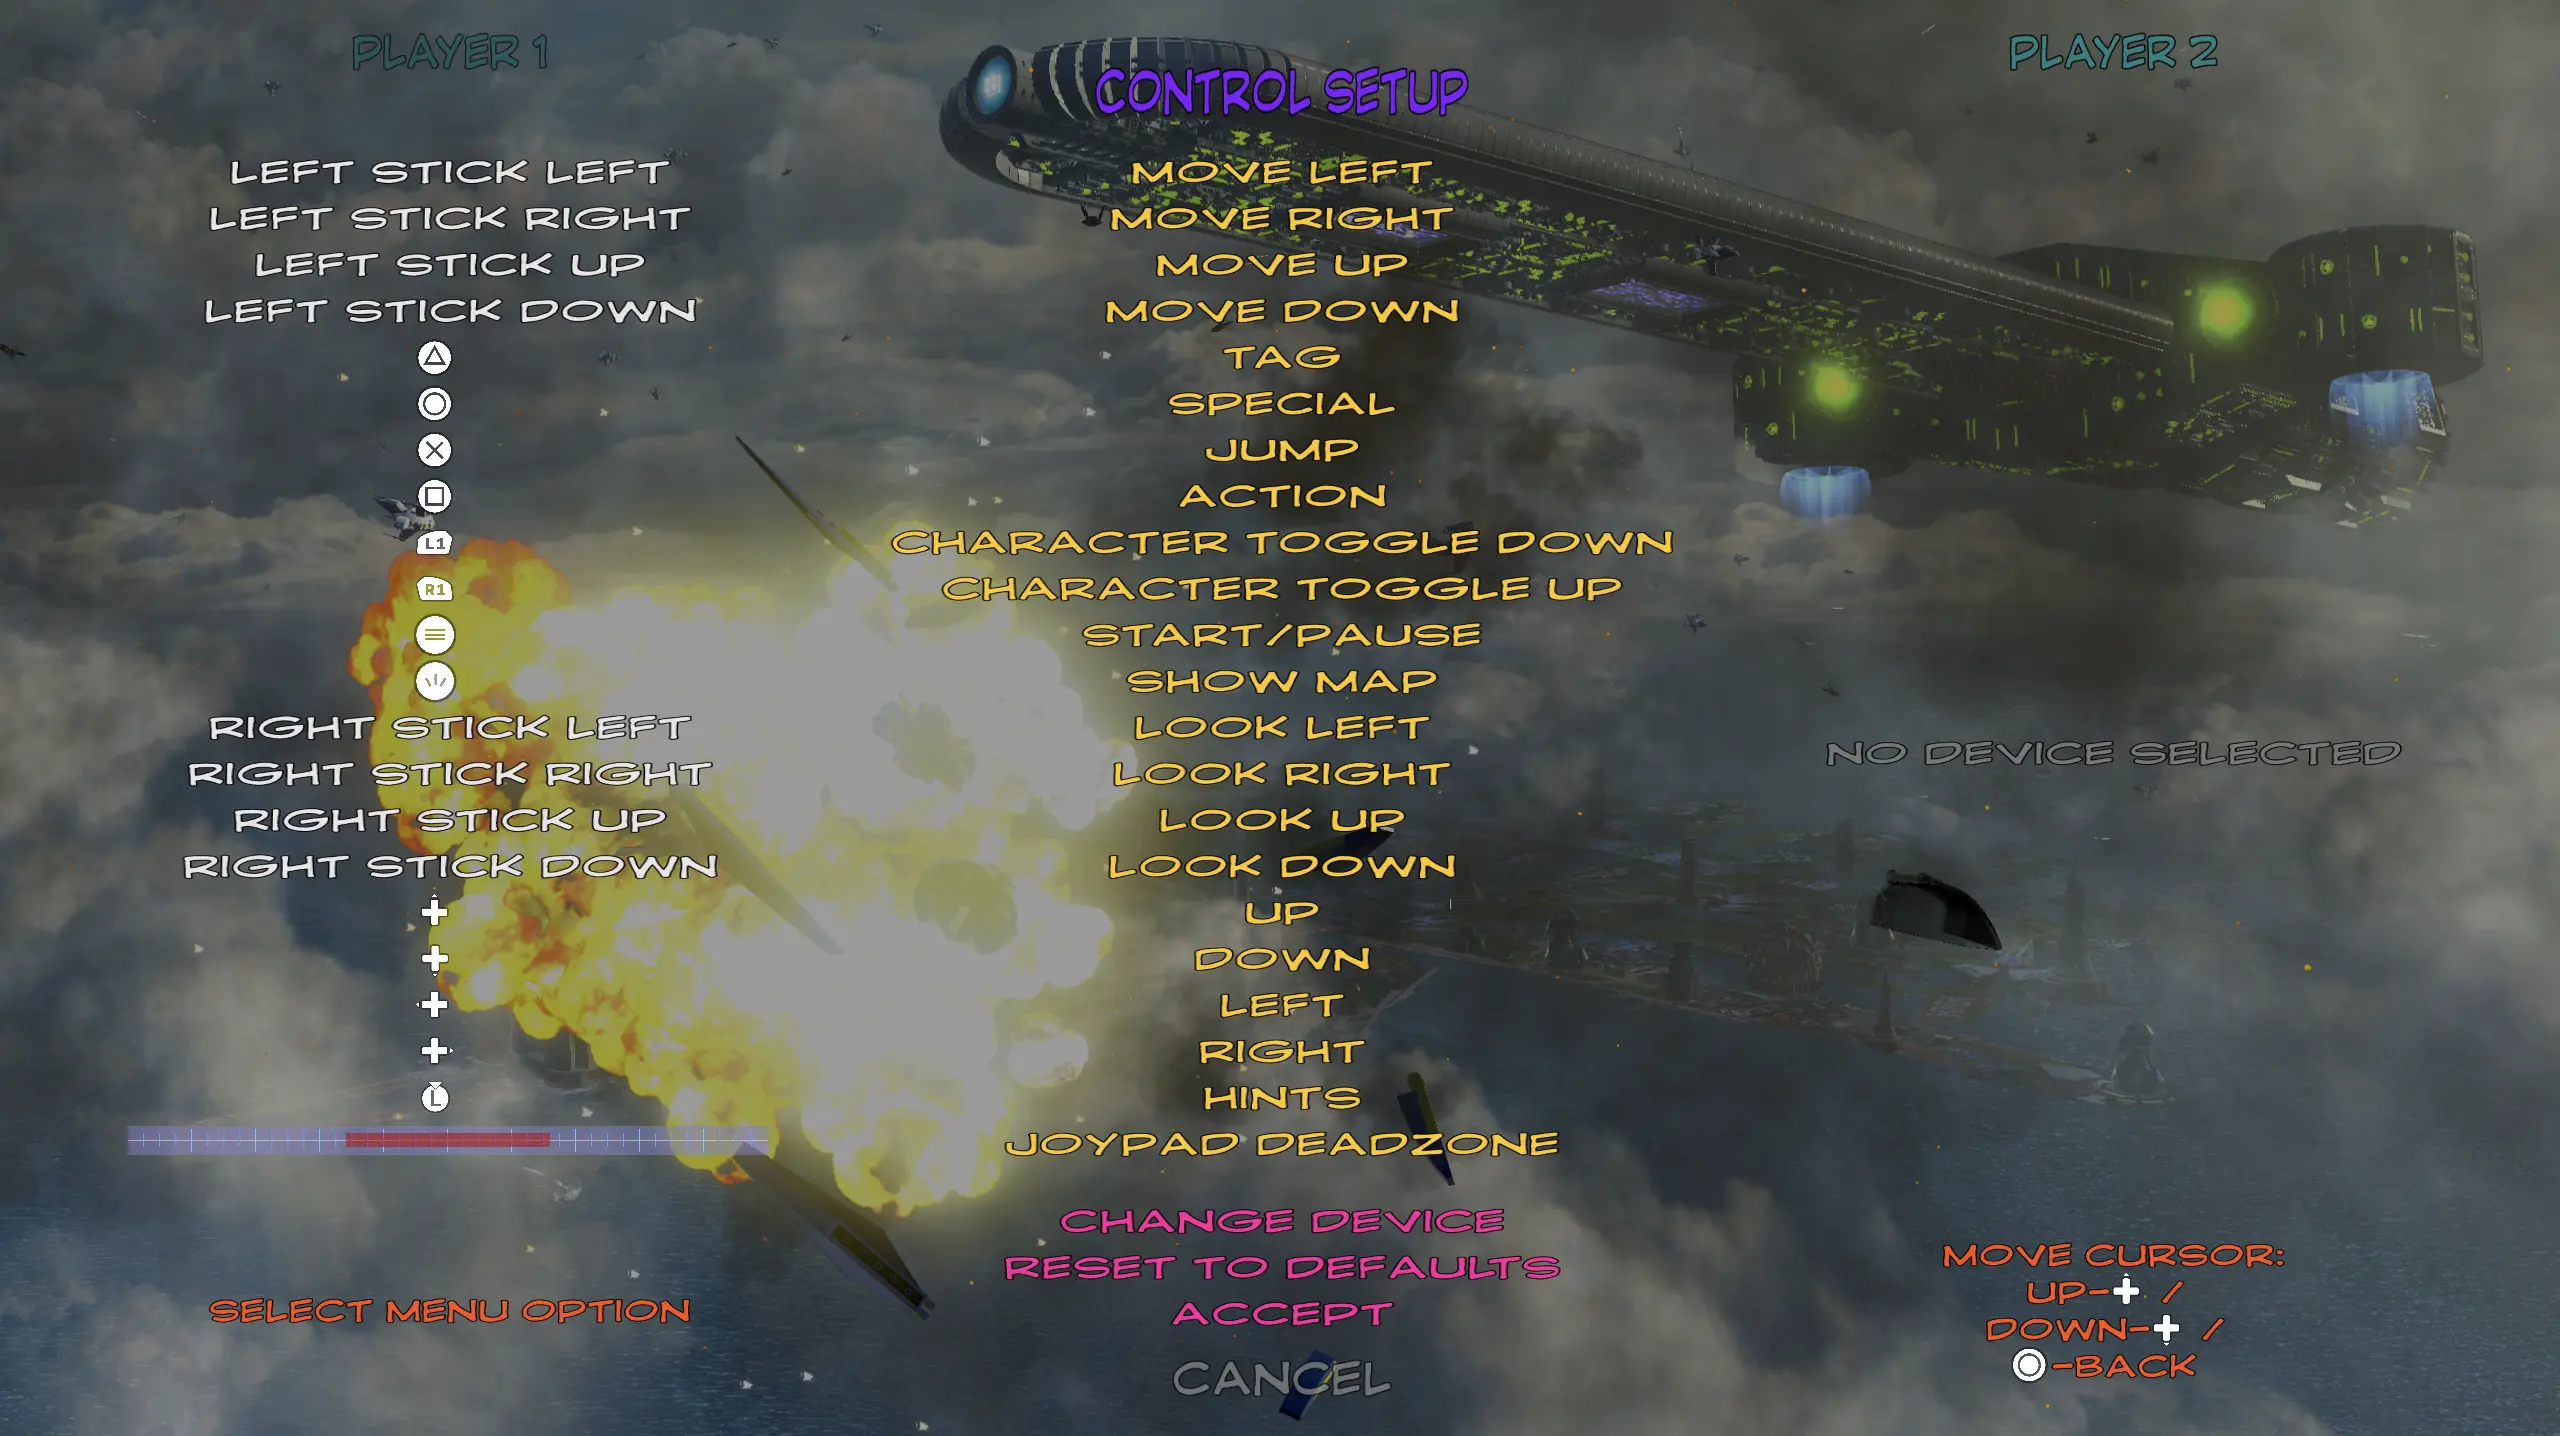 PLAYER 1
PLAYER 2
CONTROL SETUP
LEFT STICK LEFT MOVE LEFT
LEFT STICK RIGHT MOVE RIGHT
LEFT STICK UP MOVE UP
LEFT STICK DOWN MOVE DOWN
TAG
SPECIAL
JUMP
ACTION
L1 CHARACTER TOGGLE DOWN
R1 CHARACTER TOGGLE UP
START/PAUSE
SHOW MAP
RIGHT STICK LEFT LOOK LEFT
RIGHT STICK RIGHT LOOK RIGHT
RIGHT STICK UP LOOK UP
RIGHT STICK DOWN LOOK DOWN
NO DEVICE SELECTED
UP
DOWN
LEFT
RIGHT
L HINTS
JOYPAD DEADZONE
CHANGE DEVICE
RESET TO DEFAULTS
ACCEPT
CANCEL
SELECT MENU OPTION
MOVE CURSOR:
UP- /
DOWN- /
-BACK